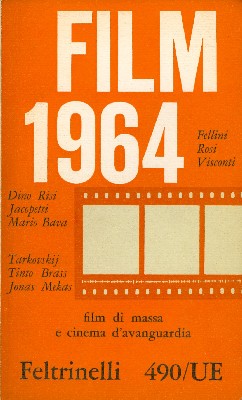 FILM
1964
Fellini
Rosi
Visconti
Dino Risi
Jacopetti
Mario Bava
Tarkovskij
Tinto Brass
Jonas Mekas
film di massa
e cinema d'avanguardia
Feltrinelli 490/UE